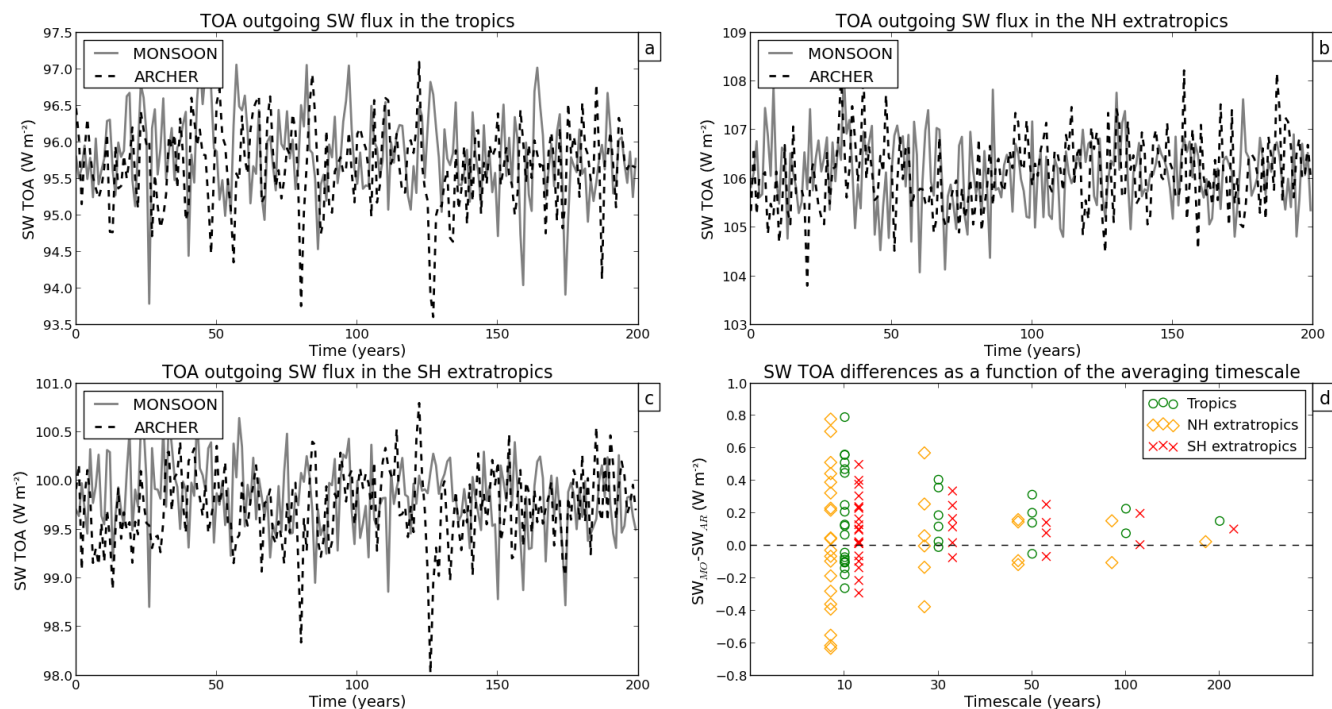 TOA outgoing SW flux in the tropics
a
MONSOON
ARCHER
SW TOA (W m⁻²)
97.5
97.0
96.5
96.0
95.5
95.0
94.5
94.0
93.5
0
50
100
150
200
Time (years)
TOA outgoing SW flux in the NH extratropics
b
MONSOON
ARCHER
SW TOA (W m⁻²)
109
108
107
106
105
104
103
0
50
100
150
200
Time (years)
TOA outgoing SW flux in the SH extratropics
c
MONSOON
ARCHER
SW TOA (W m⁻²)
101.0
100.5
100.0
99.5
99.0
98.5
98.0
0
50
100
150
200
Time (years)
SW TOA differences as a function of the averaging timescale
d
Tropics
NH extratropics
SH extratropics
SW_MO-SW_AR (W m⁻²)
1.0
0.8
0.6
0.4
0.2
0.0
−0.2
−0.4
−0.6
−0.8
10
30
50
100
200
Timescale (years)